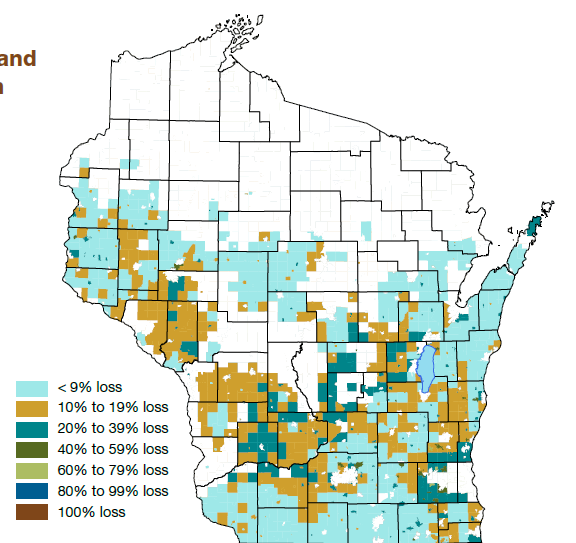 and
< 9% loss
10% to 19% loss
20% to 39% loss
40% to 59% loss
60% to 79% loss
80% to 99% loss
100% loss